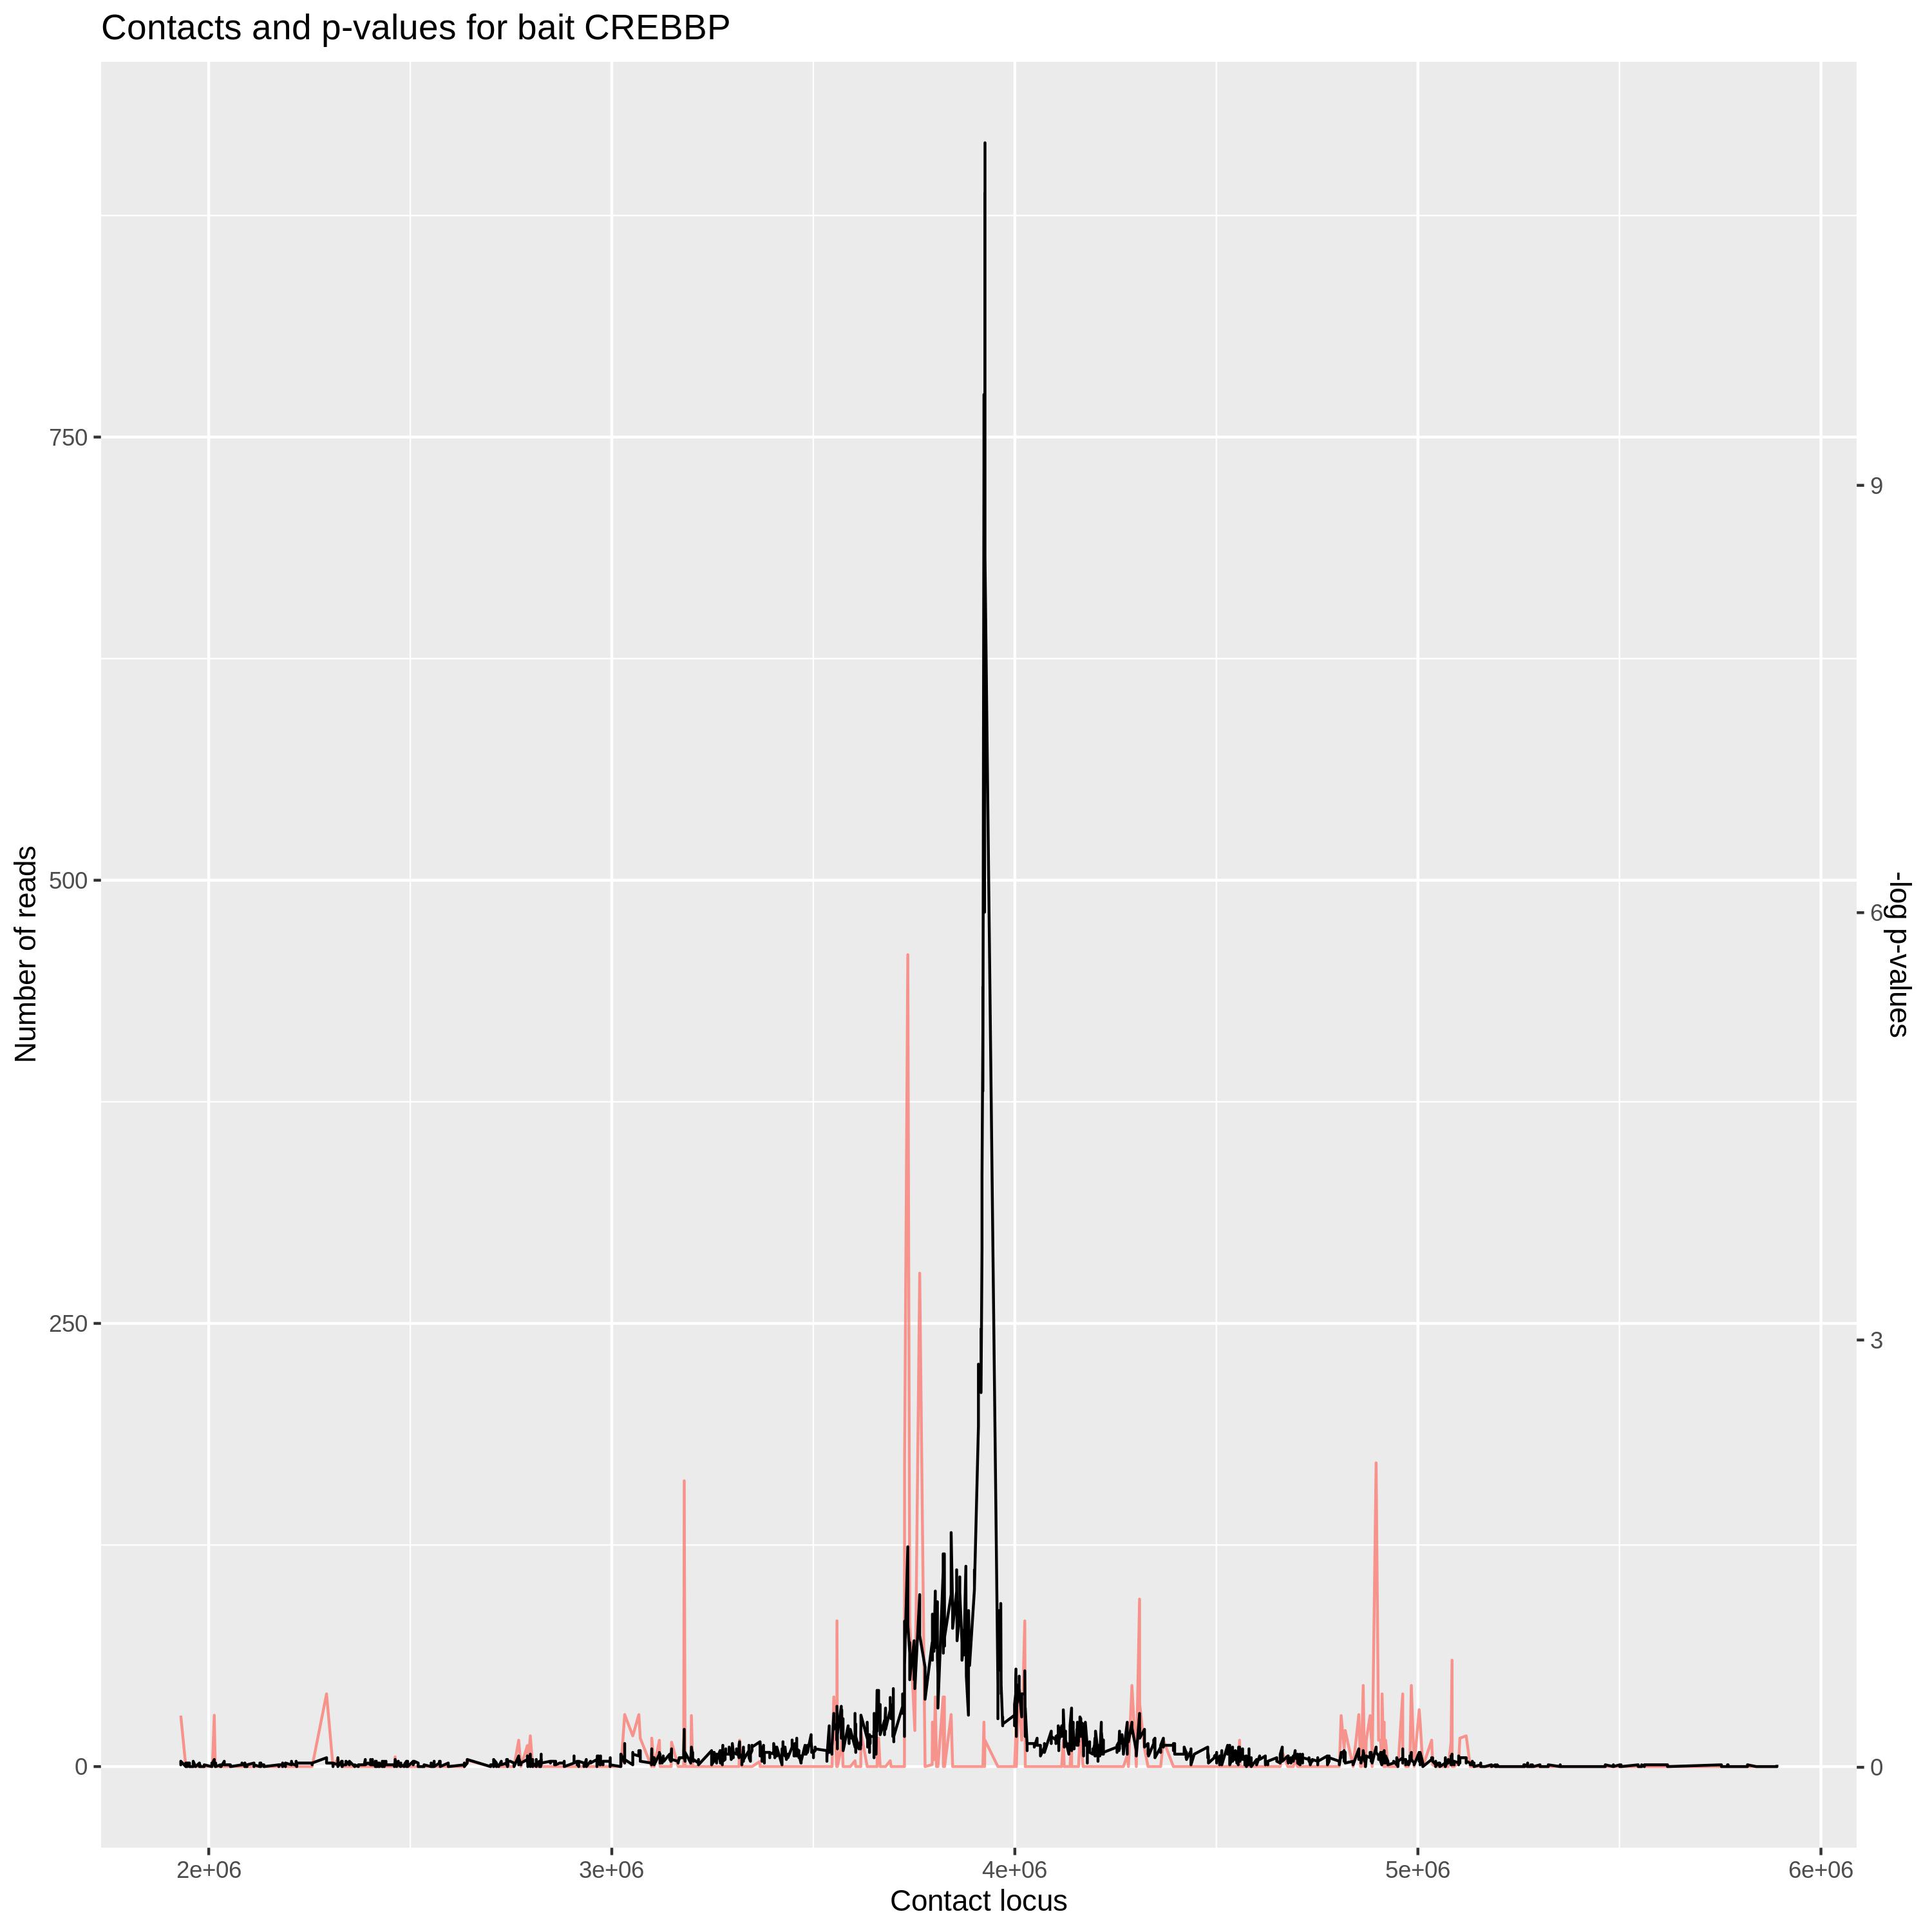 Contacts and p-values for bait CREBBP
Number of reads
750
500
250
0
9
6
3
0
-log p-values
2e+06
3e+06
4e+06
5e+06
6e+06
Contact locus